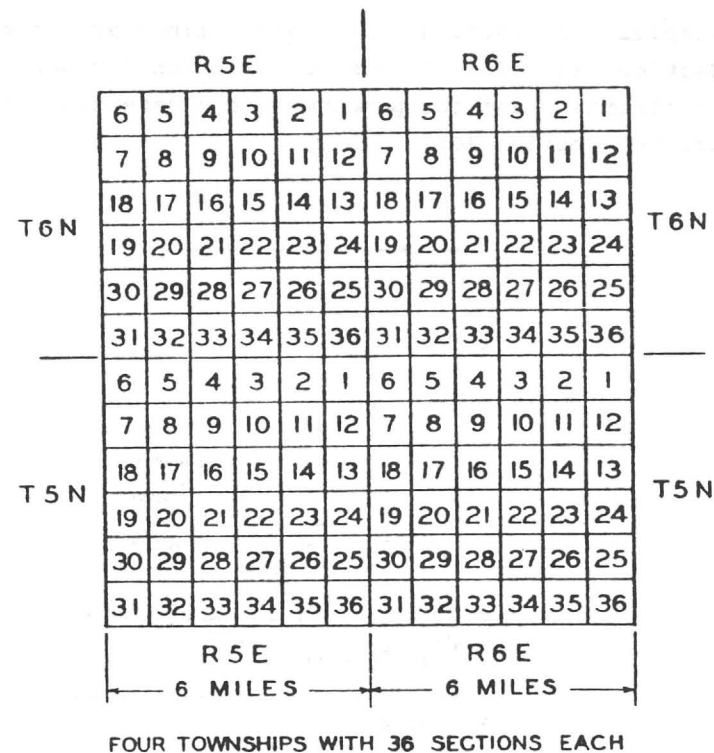 R 5 E R 6 E
6 5 4 3 2 1 6 5 4 3 2 1
7 8 9 10 11 12 7 8 9 10 11 12
18 17 16 15 14 13 18 17 16 15 14 13
T 6 N T 6 N
19 20 21 22 23 24 19 20 21 22 23 24
30 29 28 27 26 25 30 29 28 27 26 25
31 32 33 34 35 36 31 32 33 34 35 36
6 5 4 3 2 1 6 5 4 3 2 1
7 8 9 10 11 12 7 8 9 10 11 12
18 17 16 15 14 13 18 17 16 15 14 13
T 5 N T 5 N
19 20 21 22 23 24 19 20 21 22 23 24
30 29 28 27 26 25 30 29 28 27 26 25
31 32 33 34 35 36 31 32 33 34 35 36
R 5 E R 6 E
6 MILES 6 MILES
FOUR TOWNSHIPS WITH 36 SECTIONS EACH